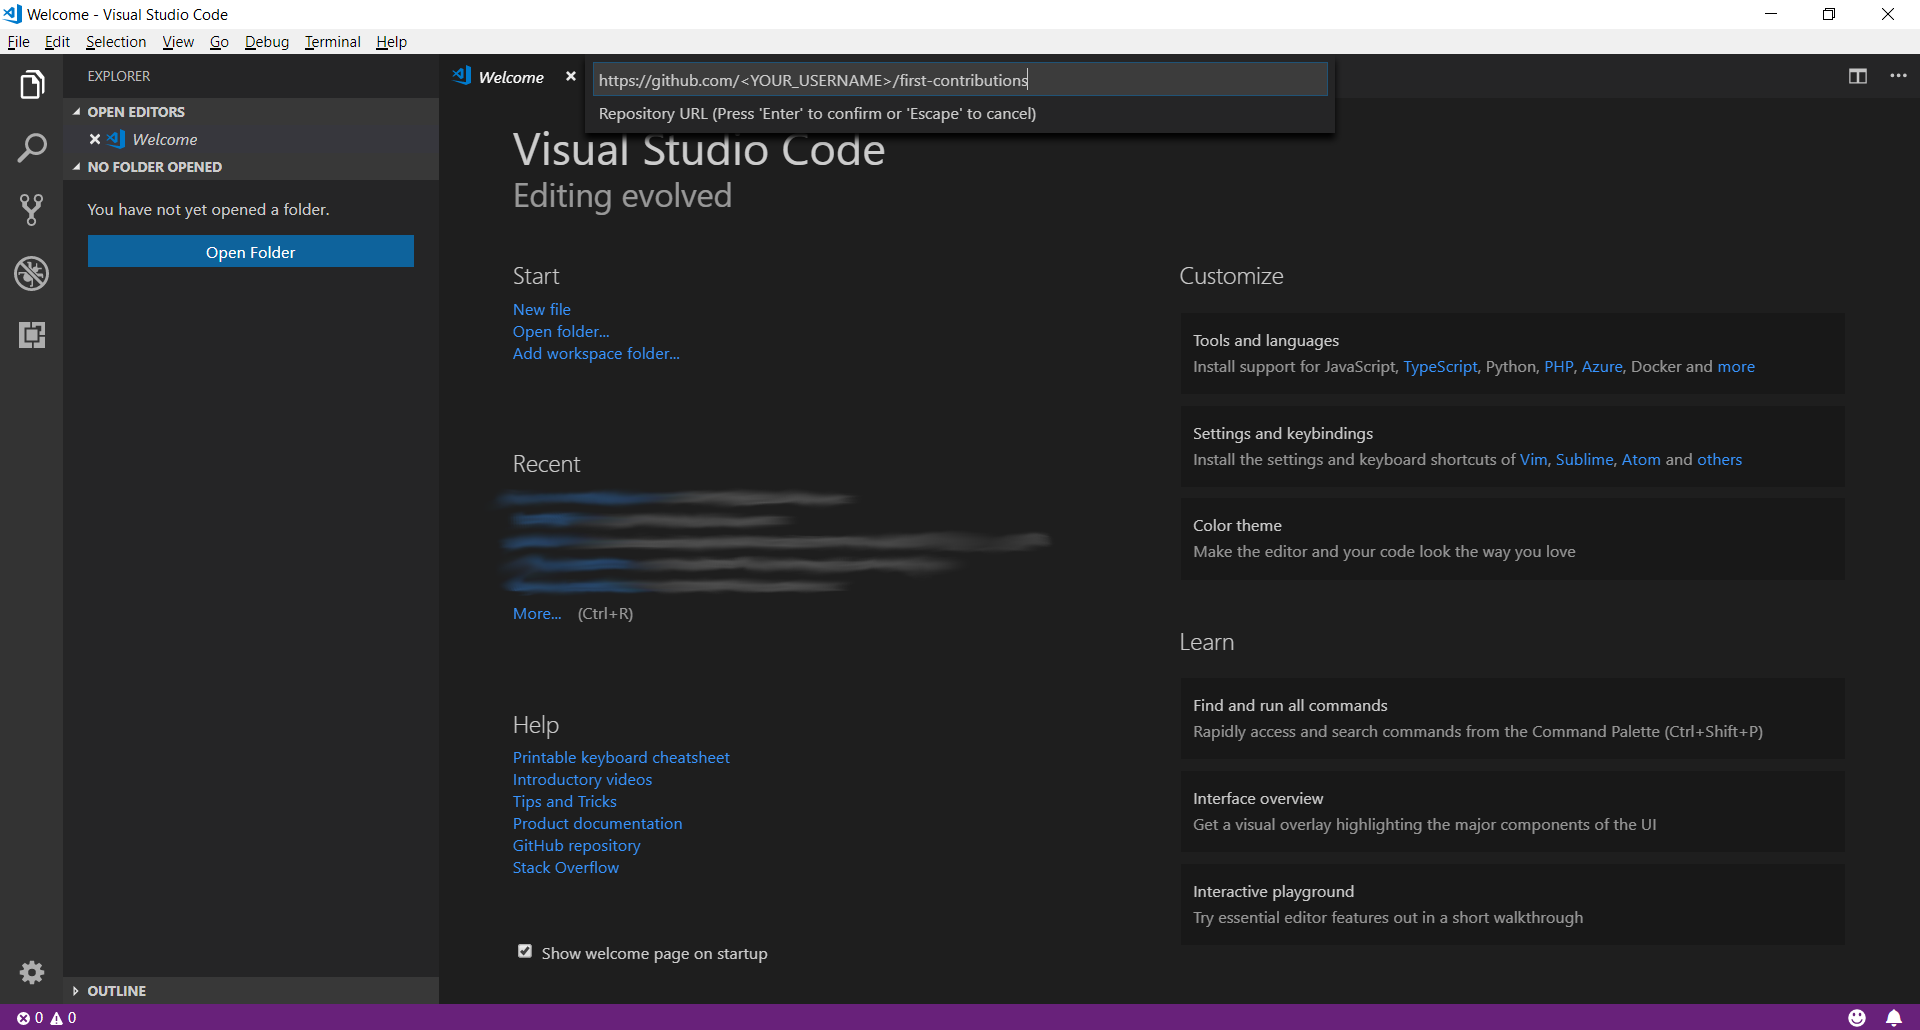 Welcome - Visual Studio Code
File Edit Selection View Go Debug Terminal Help
EXPLORER
OPEN EDITORS
Welcome
NO FOLDER OPENED
You have not yet opened a folder.
Open Folder
OUTLINE
Welcome
https://github.com/<YOUR_USERNAME>/first-contributions
Repository URL (Press 'Enter' to confirm or 'Escape' to cancel)
Visual Studio Code
Editing evolved
Start
New file
Open folder...
Add workspace folder...
Recent
More... (Ctrl+R)
Help
Printable keyboard cheatsheet
Introductory videos
Tips and Tricks
Product documentation
GitHub repository
Stack Overflow
Show welcome page on startup
Customize
Tools and languages
Install support for JavaScript, TypeScript, Python, PHP, Azure, Docker and more
Settings and keybindings
Install the settings and keyboard shortcuts of Vim, Sublime, Atom and others
Color theme
Make the editor and your code look the way you love
Learn
Find and run all commands
Rapidly access and search commands from the Command Palette (Ctrl+Shift+P)
Interface overview
Get a visual overlay highlighting the major components of the UI
Interactive playground
Try essential editor features out in a short walkthrough
0 0